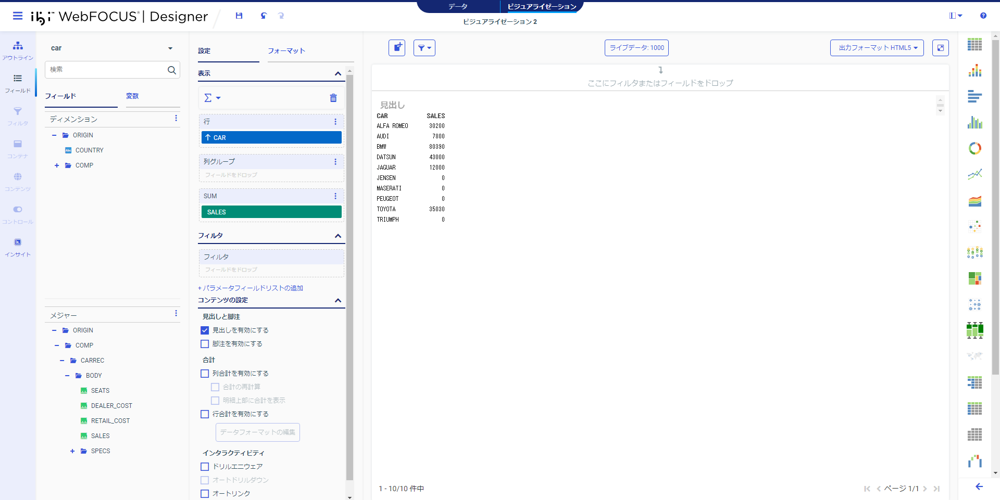 データ
ビジュアライゼーション
ibi™ WebFOCUS® | Designer
ビジュアライゼーション 2
アウトライン
フィールド
フィルタ
コンテナ
コンテンツ
コントロール
インサイト
car
検索
フィールド
変数
ディメンション
ORIGIN
Abc COUNTRY
COMP
メジャー
ORIGIN
COMP
CARREC
BODY
SEATS
DEALER_COST
RETAIL_COST
SALES
SPECS
設定
フォーマット
表示
Σ
行
CAR
列グループ
フィールドをドロップ
SUM
SALES
フィルタ
フィルタ
フィールドをドロップ
+ パラメータフィールドリストの追加
コンテンツの設定
見出しと脚注
見出しを有効にする
脚注を有効にする
合計
列合計を有効にする
合計の再計算
明細上部に合計を表示
行合計を有効にする
データフォーマットの編集
インタラクティビティ
ドリルエニウェア
オートドリルダウン
オートリンク
ライブデータ: 1000
出力フォーマット HTML5
ここにフィルタまたはフィールドをドロップ
見出し
CAR SALES
ALFA ROMEO 30200
AUDI 7800
BMW 80390
DATSUN 43000
JAGUAR 12000
JENSEN 0
MASERATI 0
PEUGEOT 0
TOYOTA 35030
TRIUMPH 0
1 - 10/10 件中
ページ 1/1